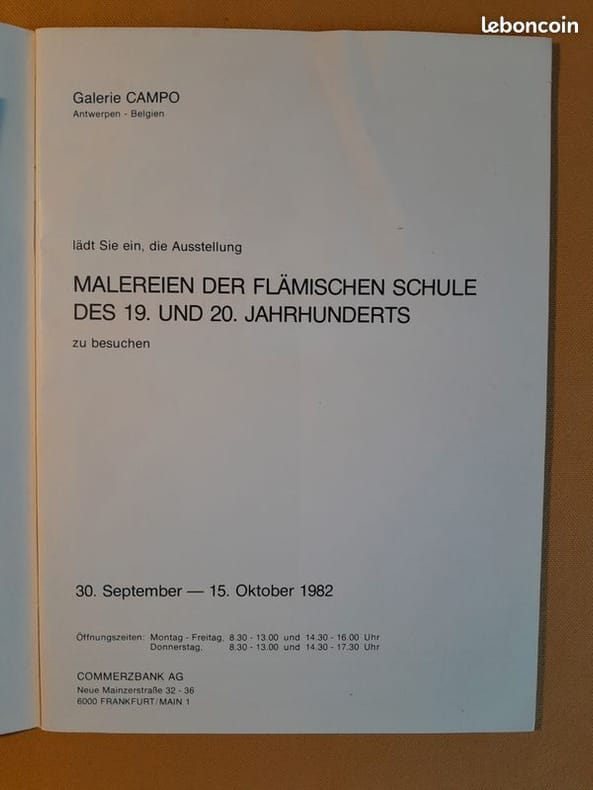 leboncoin
Galerie CAMPO
Antwerpen - Belgien
lädt Sie ein, die Ausstellung
MALEREIEN DER FLÄMISCHEN SCHULE
DES 19. UND 20. JAHRHUNDERTS
zu besuchen
30. September — 15. Oktober 1982
Öffnungszeiten: Montag - Freitag, 8.30 - 13.00 und 14.30 - 16.00 Uhr
Donnerstag, 8.30 - 13.00 und 14.30 - 17.30 Uhr
COMMERZBANK AG
Neue Mainzerstraße 32 - 36
6000 FRANKFURT/MAIN 1